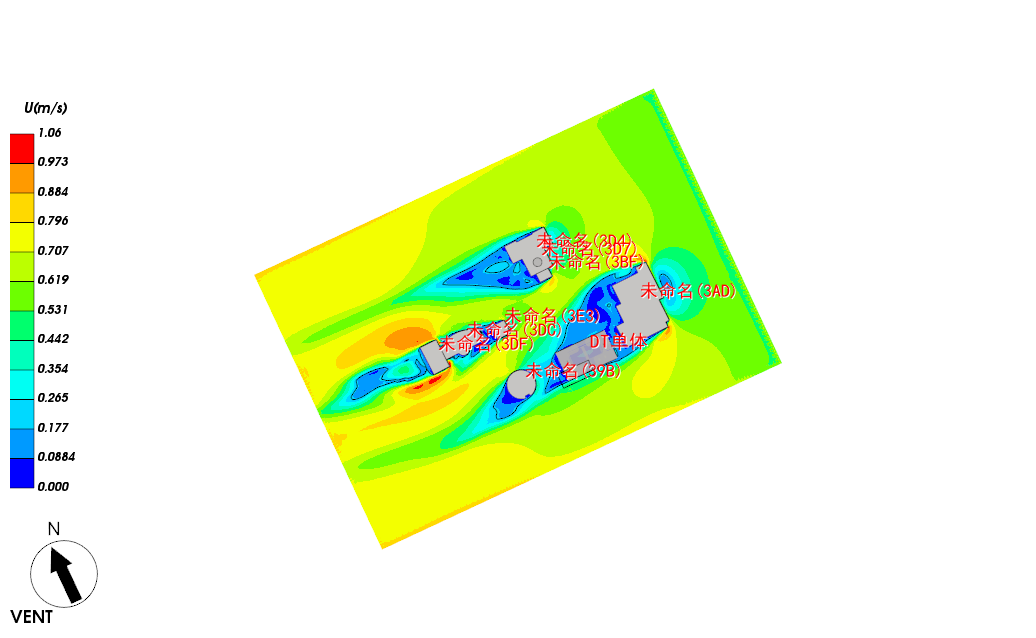 U(m/s)
1.06
0.973
0.884
0.796
0.707
0.619
0.531
0.442
0.354
0.265
0.177
0.0884
0.000
未命名(3D4)
未命名(3D7)
未命名(3BF)
未命名(3AD)
未命名(3E3)
未命名(3DC)
未命名(3DF)
DT单体
未命名(39B)
N
VENT